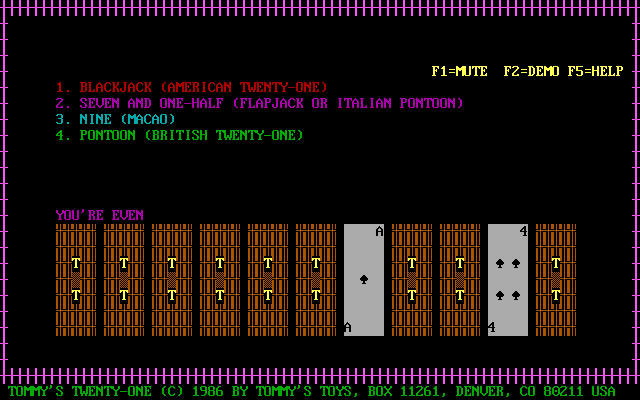 F1=MUTE  F2=DEMO F5=HELP
1. BLACKJACK (AMERICAN TWENTY-ONE)
2. SEVEN AND ONE-HALF (FLAPJACK OR ITALIAN PONTOON)
3. NINE (MACAO)
4. PONTOON (BRITISH TWENTY-ONE)
YOU'RE EVEN
A 4
T T T T T T T T T
T T T T T T T T T
A 4
TOMMY'S TWENTY-ONE (C) 1986 BY TOMMY'S TOYS, BOX 11261, DENVER, CO 80211 USA